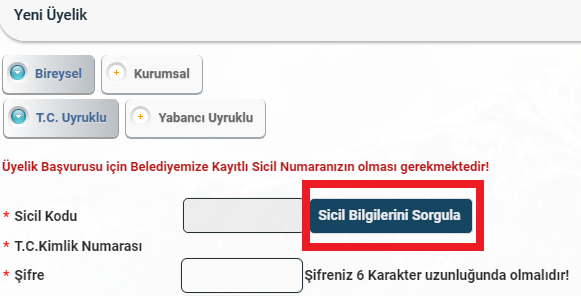 Yeni Üyelik
Bireysel Kurumsal
T.C. Uyruklu Yabancı Uyruklu
Üyelik Başvurusu için Belediyemize Kayıtlı Sicil Numaranızın olması gerekmektedir!
* Sicil Kodu Sicil Bilgilerini Sorgula
* T.C.Kimlik Numarası
* Şifre Şifreniz 6 Karakter uzunluğunda olmalıdır!